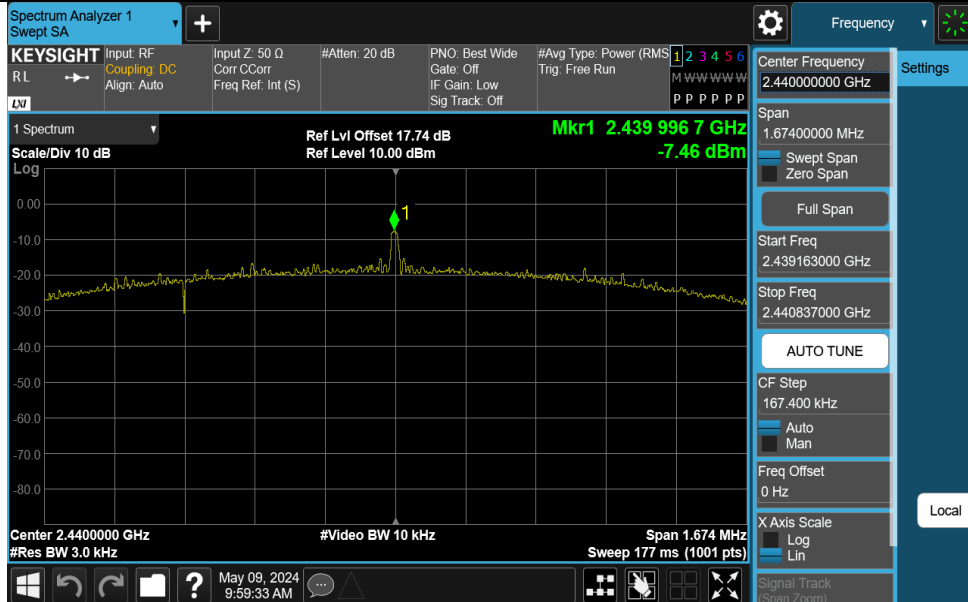 Spectrum Analyzer 1
Swept SA
+
Frequency
KEYSIGHT
RL
LXI
Input: RF
Coupling: DC
Align: Auto
Input Z: 50 Ω
Corr CCorr
Freq Ref: Int (S)
#Atten: 20 dB
PNO: Best Wide
Gate: Off
IF Gain: Low
Sig Track: Off
#Avg Type: Power (RMS
Trig: Free Run
1 2 3 4 5 6
M W W W W W
P P P P P P
1 Spectrum
Scale/Div 10 dB
Log
Ref Lvl Offset 17.74 dB
Ref Level 10.00 dBm
Mkr1 2.439 996 7 GHz
-7.46 dBm
1
0.00
-10.0
-20.0
-30.0
-40.0
-50.0
-60.0
-70.0
-80.0
Center 2.4400000 GHz
#Res BW 3.0 kHz
#Video BW 10 kHz
Span 1.674 MHz
Sweep 177 ms (1001 pts)
?
May 09, 2024
9:59:33 AM
Center Frequency
2.440000000 GHz
Span
1.67400000 MHz
Swept Span
Zero Span
Full Span
Start Freq
2.439163000 GHz
Stop Freq
2.440837000 GHz
AUTO TUNE
CF Step
167.400 kHz
Auto
Man
Freq Offset
0 Hz
X Axis Scale
Log
Lin
Signal Track
(Span Zoom)
Settings
Local